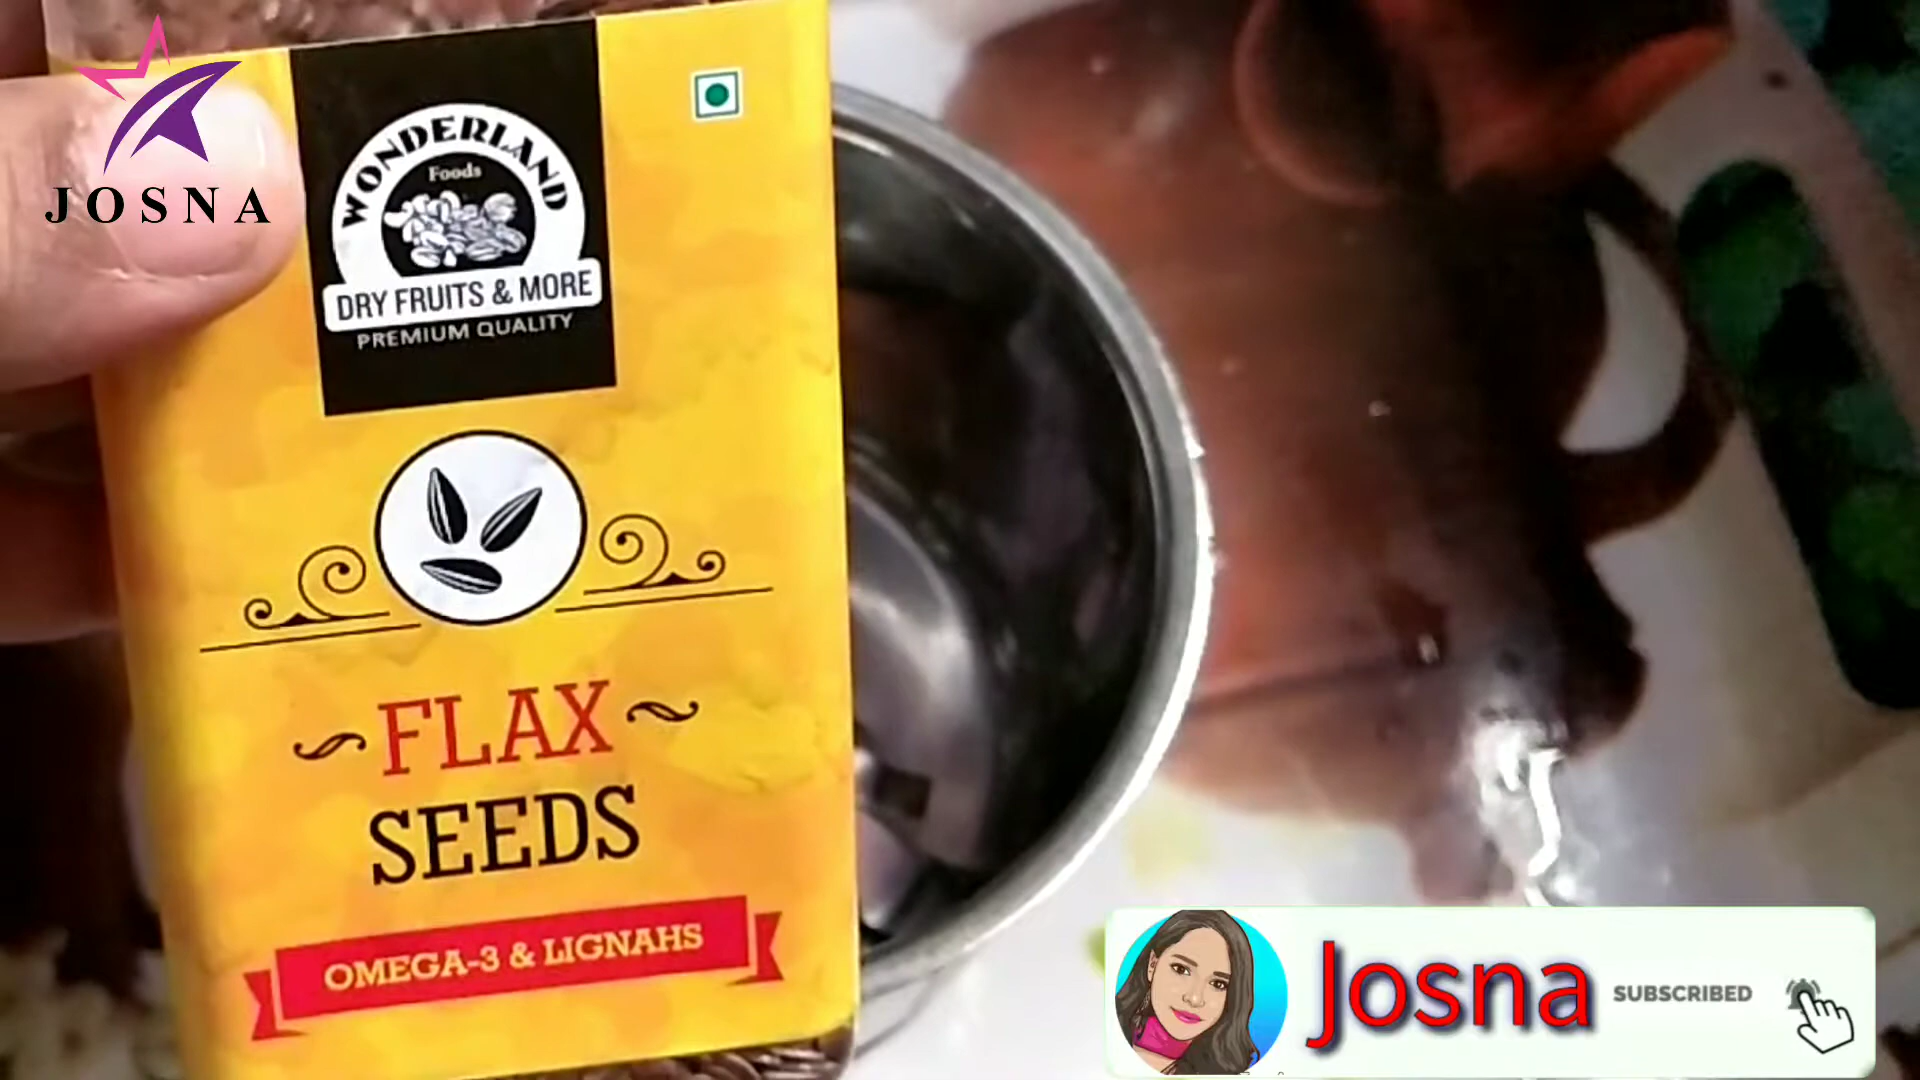 JOSNA
WONDERLAND
Foods
DRY FRUITS & MORE
PREMIUM QUALITY
FLAX
SEEDS
OMEGA-3 & LIGNAHS
Josna
SUBSCRIBED